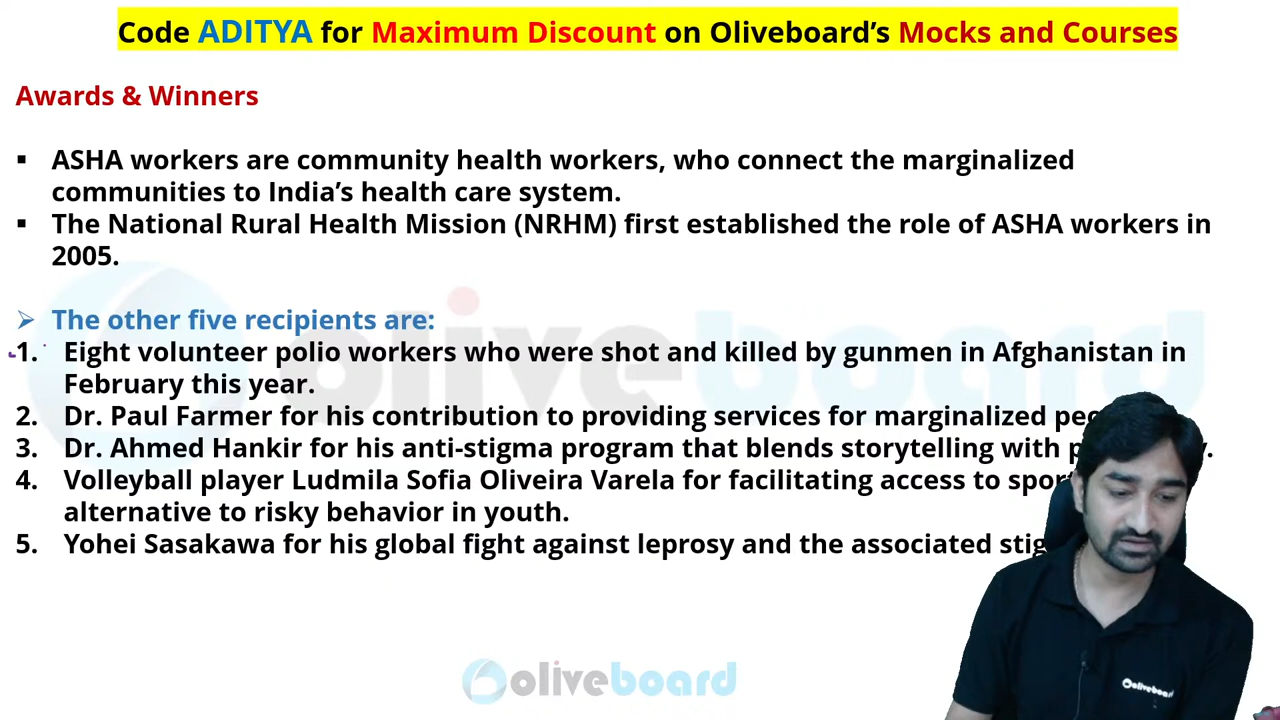 Code ADITYA for Maximum Discount on Oliveboard's Mocks and Courses
Awards & Winners
▪ ASHA workers are community health workers, who connect the marginalized
communities to India's health care system.
▪ The National Rural Health Mission (NRHM) first established the role of ASHA workers in
2005.
➢ The other five recipients are:
1. Eight volunteer polio workers who were shot and killed by gunmen in Afghanistan in
February this year.
2. Dr. Paul Farmer for his contribution to providing services for marginalized
3. Dr. Ahmed Hankir for his anti-stigma program that blends storytelling with
4. Volleyball player Ludmila Sofia Oliveira Varela for facilitating access to
alternative to risky behavior in youth.
5. Yohei Sasakawa for his global fight against leprosy and the associated
oliveboard
oliveboard
oliveboard